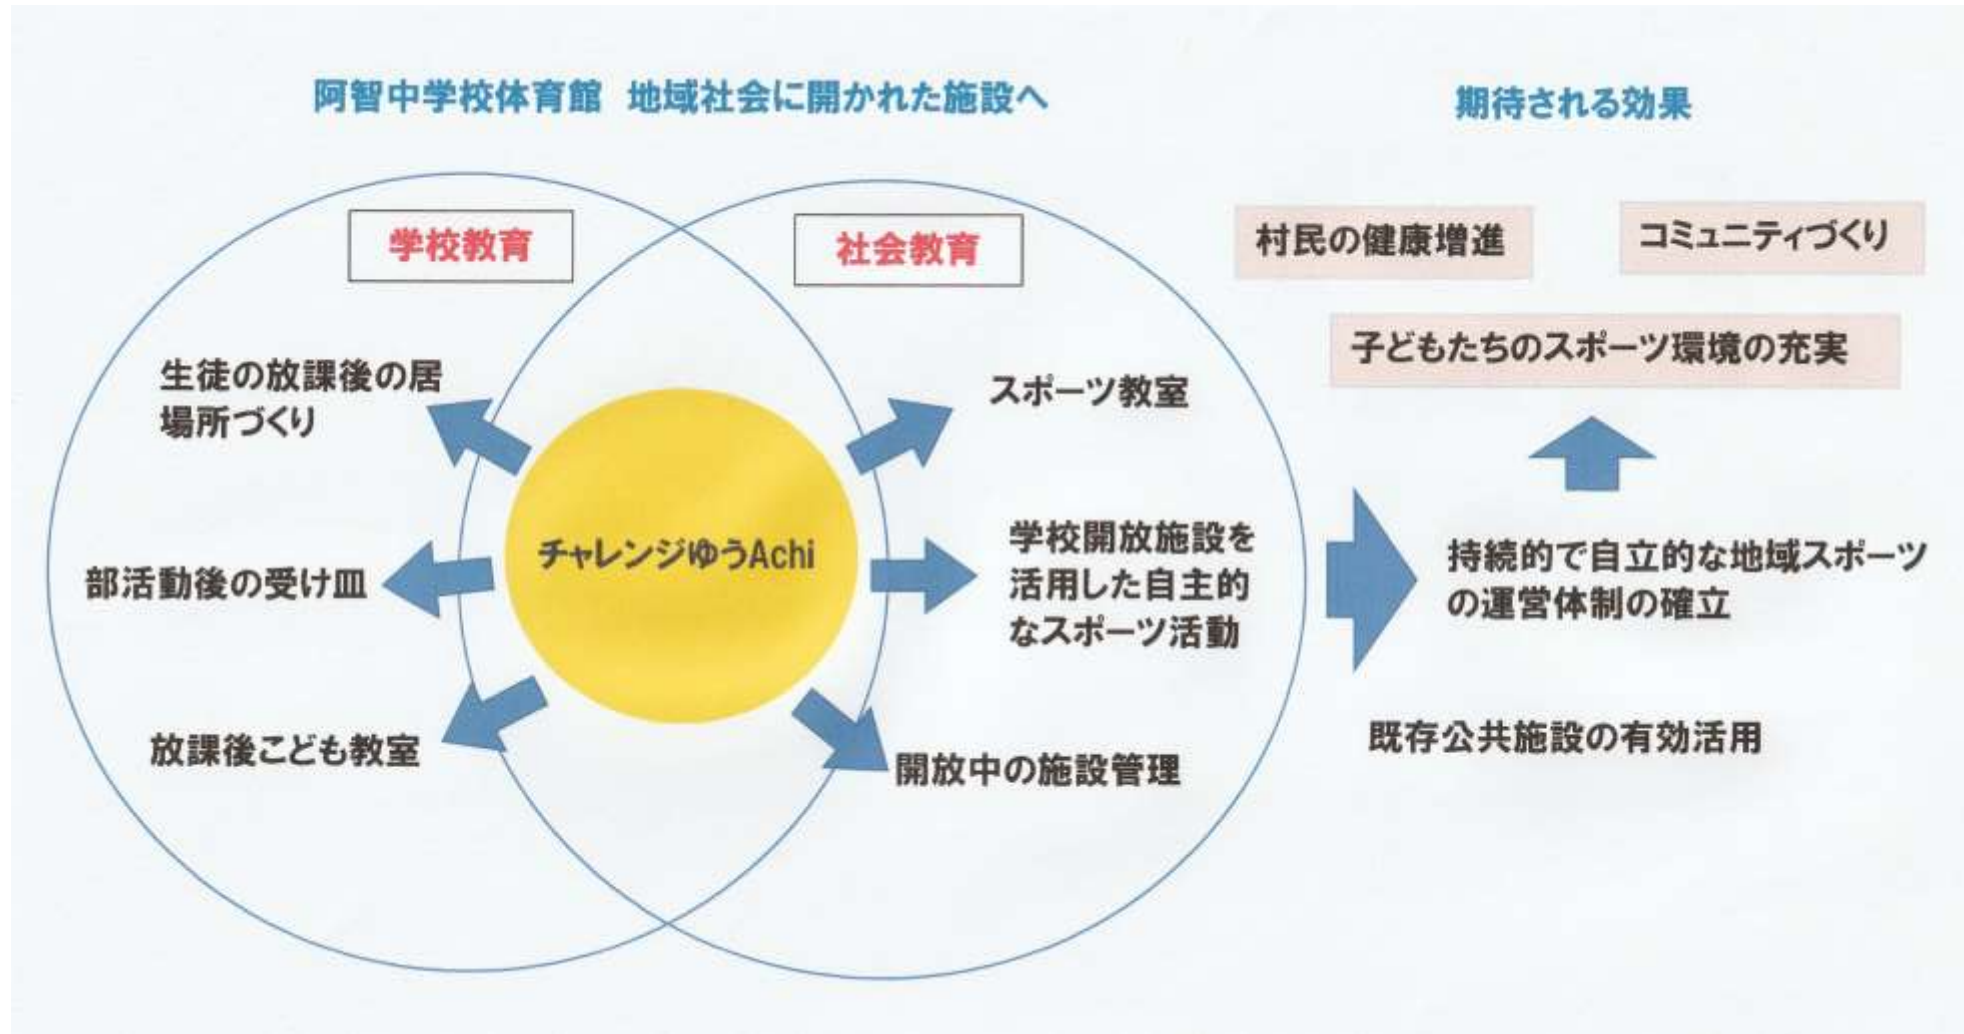 阿智中学校体育館 地域社会に開かれた施設へ
学校教育
社会教育
生徒の放課後の居
場所づくり
部活動後の受け皿
放課後こども教室
チャレンジゆうAchi
スポーツ教室
学校開放施設を
活用した自主的
なスポーツ活動
開放中の施設管理
期待される効果
村民の健康増進
コミュニティづくり
子どもたちのスポーツ環境の充実
持続的で自立的な地域スポーツ
の運営体制の確立
既存公共施設の有効活用